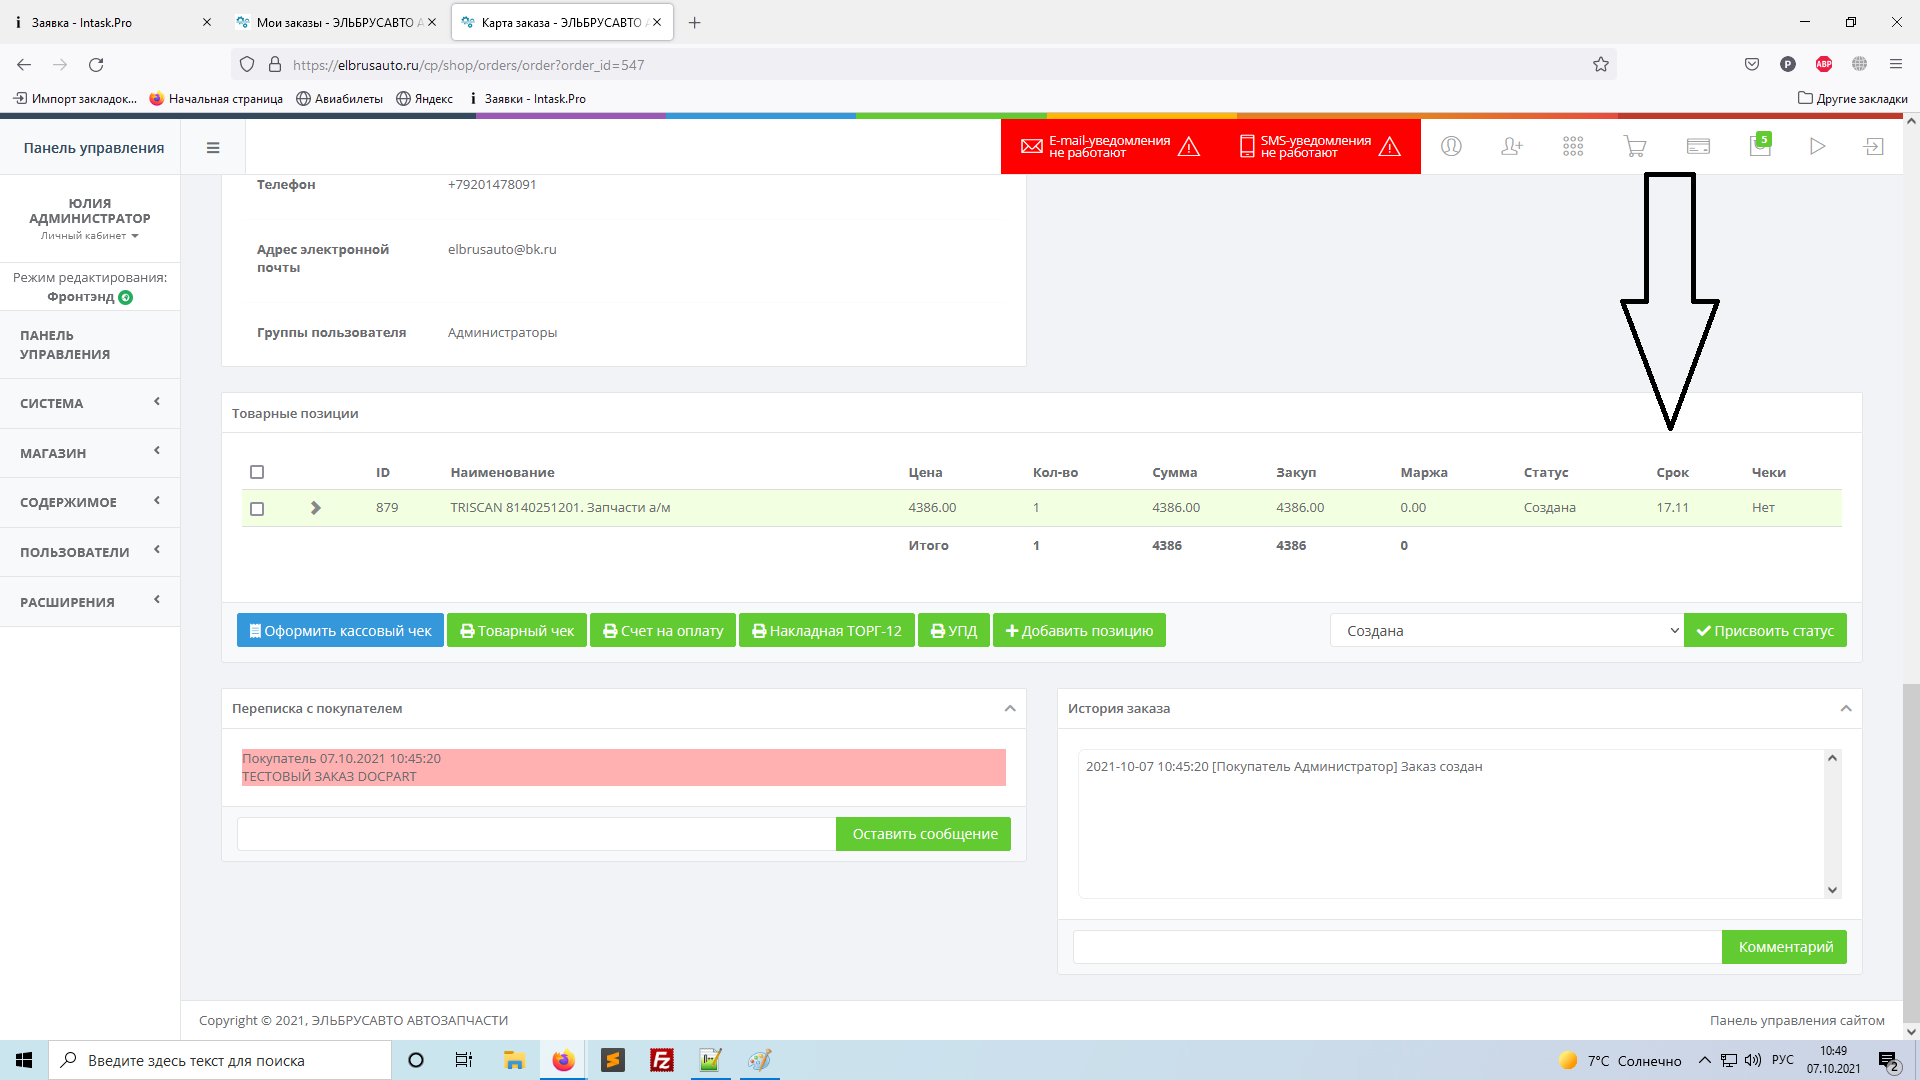 Заявка - Intask.Pro
Мои заказы - ЭЛЬБРУСАВТО А
Карта заказа - ЭЛЬБРУСАВТО А
https://elbrusauto.ru/cp/shop/orders/order?order_id=547
P
ABP
Импорт закладок...
Начальная страница
Авиабилеты
Яндекс
Заявки - Intask.Pro
Другие закладки
Панель управления
E-mail-уведомления
не работают
SMS-уведомления
не работают
5
ЮЛИЯ
АДМИНИСТРАТОР
Личный кабинет
Режим редактирования:
Фронтэнд
ПАНЕЛЬ
УПРАВЛЕНИЯ
СИСТЕМА
МАГАЗИН
СОДЕРЖИМОЕ
ПОЛЬЗОВАТЕЛИ
РАСШИРЕНИЯ
Телефон +79201478091
Адрес электронной
почты
elbrusauto@bk.ru
Группы пользователя Администраторы
Товарные позиции
ID Наименование Цена Кол-во Сумма Закуп Маржа Статус Срок Чеки
879 TRISCAN 8140251201. Запчасти а/м 4386.00 1 4386.00 4386.00 0.00 Создана 17.11 Нет
Итого 1 4386 4386 0
Оформить кассовый чек
Товарный чек
Счет на оплату
Накладная ТОРГ-12
УПД
Добавить позицию
Создана
Присвоить статус
Переписка с покупателем
Покупатель 07.10.2021 10:45:20
ТЕСТОВЫЙ ЗАКАЗ DOCPART
Оставить сообщение
История заказа
2021-10-07 10:45:20 [Покупатель Администратор] Заказ создан
Комментарий
Copyright © 2021, ЭЛЬБРУСАВТО АВТОЗАПЧАСТИ
Панель управления сайтом
Введите здесь текст для поиска
7°C Солнечно
РУС
10:49
07.10.2021
2